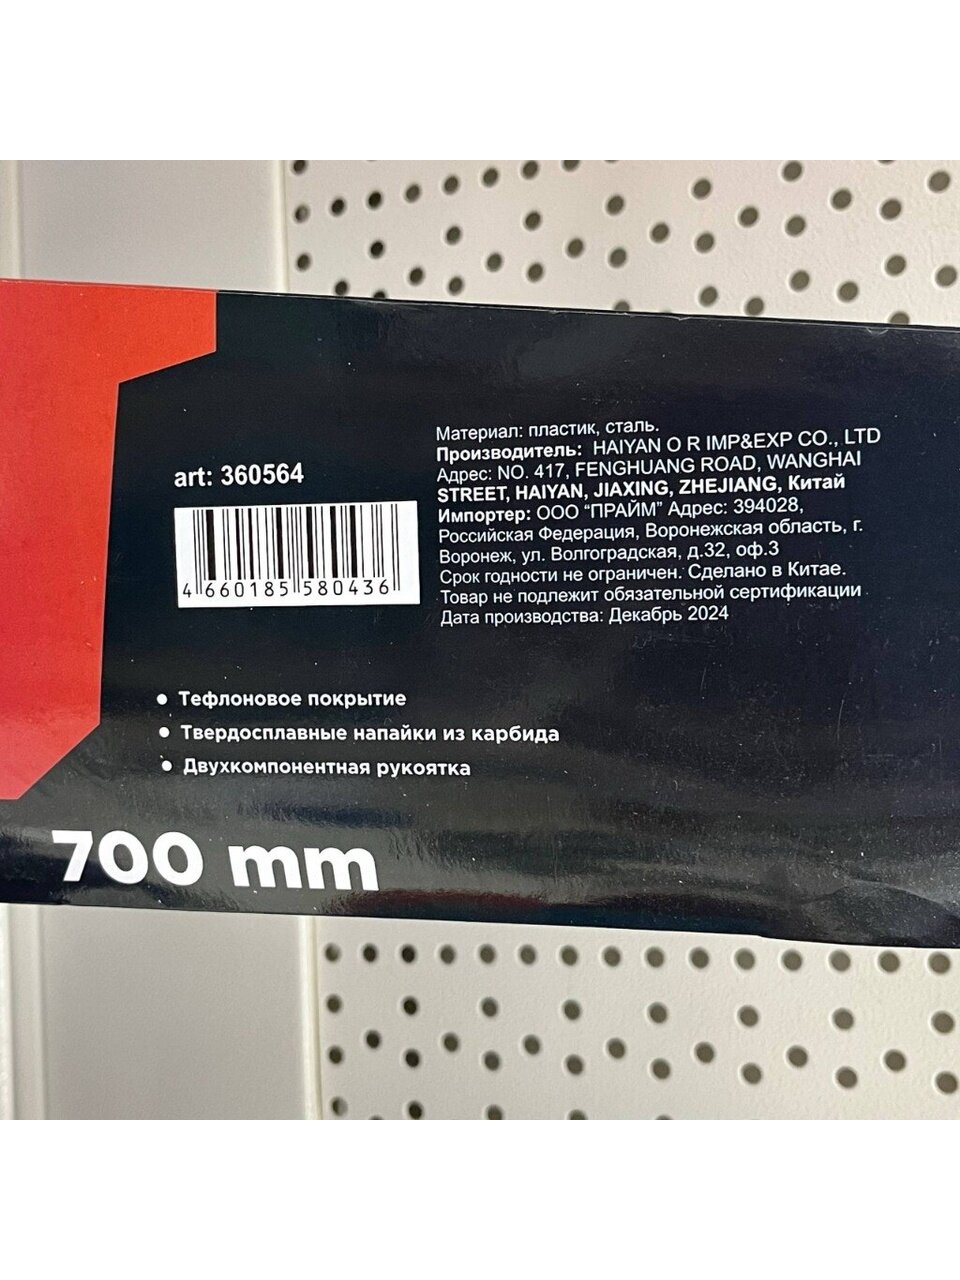 art: 360564
4 660185 580436
Материал: пластик, сталь.
Производитель: HAIYAN O R IMP&EXP CO., LTD
Адрес: NO. 417, FENGHUANG ROAD, WANGHAI
STREET, HAIYAN, JIAXING, ZHEJIANG, Китай
Импортер: ООО “ПРАЙМ” Адрес: 394028,
Российская Федерация, Воронежская область, г.
Воронеж, ул. Волгоградская, д.32, оф.3
Срок годности не ограничен. Сделано в Китае.
Товар не подлежит обязательной сертификации
Дата производства: Декабрь 2024
• Тефлоновое покрытие
• Твердосплавные напайки из карбида
• Двухкомпонентная рукоятка
700 mm